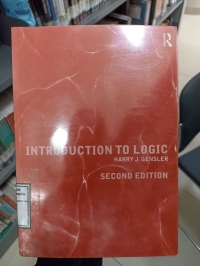 R
INTRODUCTION TO LOGIC
HARRY J. GENSLER
SECOND EDITION